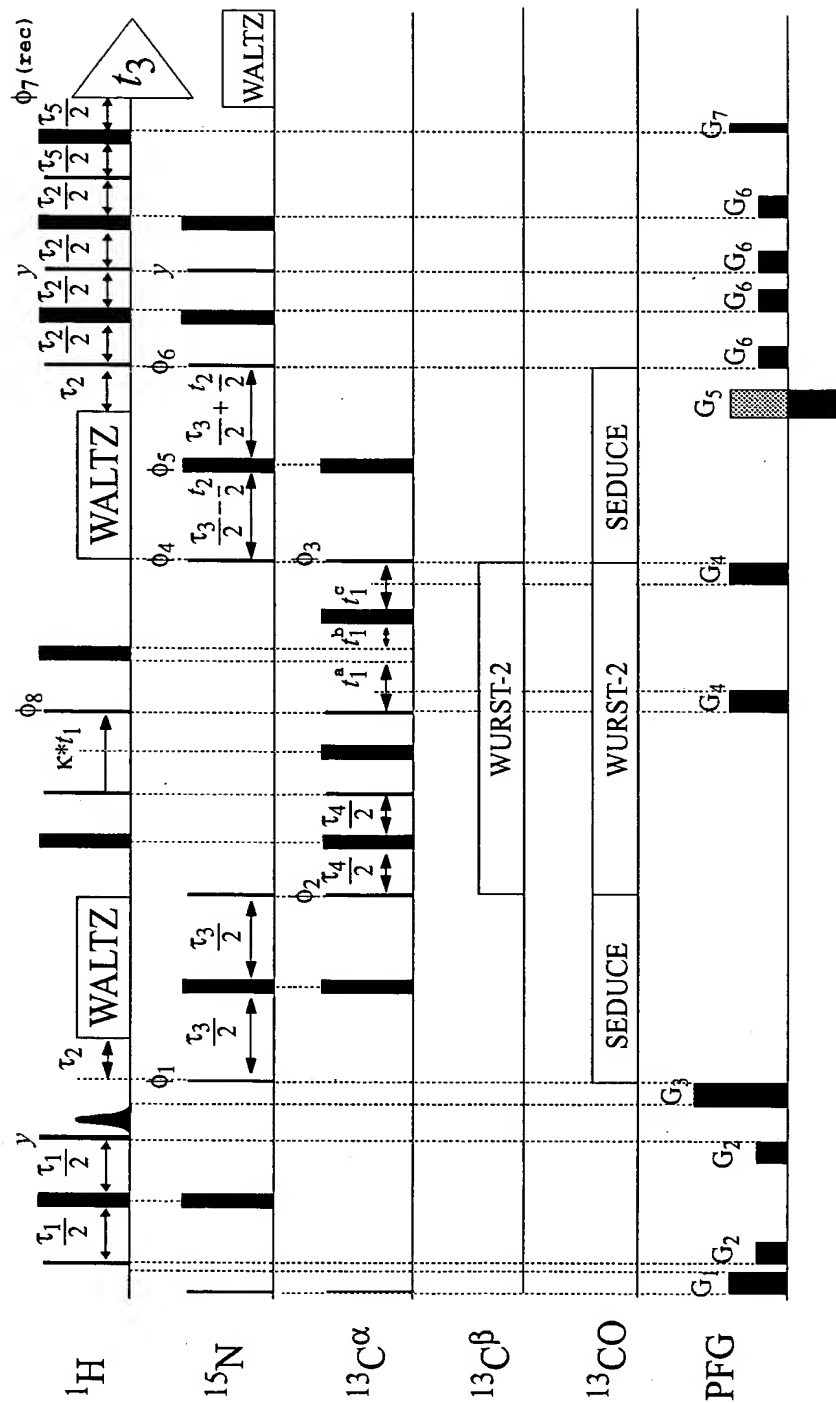 ¹H
τ₁/2 τ₁/2 y τ₂ WALTZ κ*t₁ φ₈ WALTZ τ₂ τ₂/2 τ₂/2 y τ₂/2 τ₂/2 τ₅/2 τ₅/2 φ₇(rec) t₃
¹⁵N
φ₁ τ₃/2 τ₃/2 φ₄ τ₃/2 - t₂/2 φ₅ τ₃/2 + t₂/2 φ₆ y WALTZ
¹³Cᵅ
φ₂ τ₄/2 τ₄/2 t₁ᵃ t₁ᵇ t₁ᶜ φ₃
¹³Cᵝ
WURST-2
¹³CO
SEDUCE WURST-2 SEDUCE
PFG
G₁ G₂ G₂ G₃ G₄ G₄ G₅ G₆ G₆ G₆ G₆ G₇